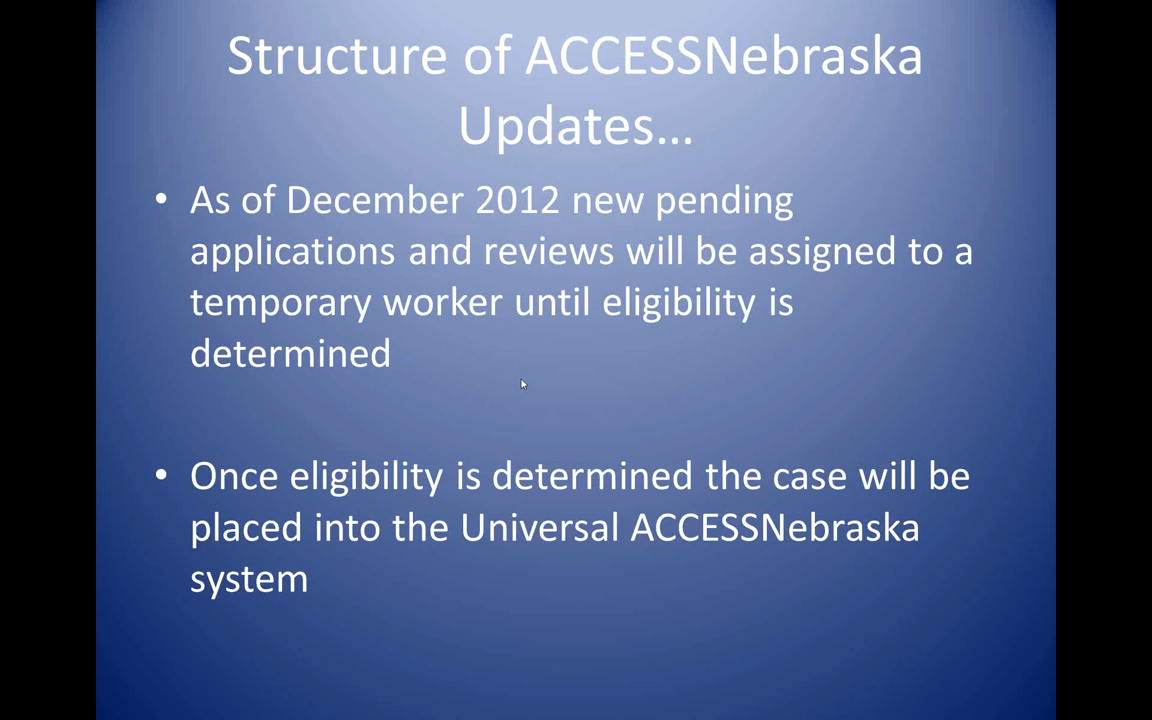 Structure of ACCESSNebraska
Updates…
• As of December 2012 new pending
applications and reviews will be assigned to a
temporary worker until eligibility is
determined
• Once eligibility is determined the case will be
placed into the Universal ACCESSNebraska
system